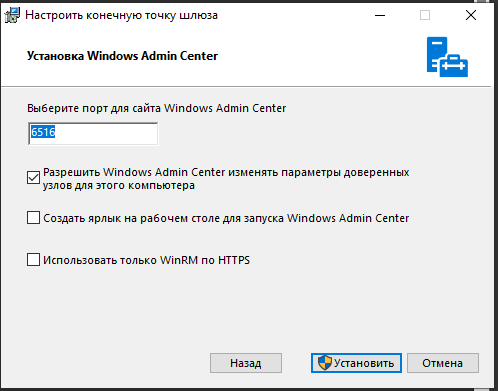 Настроить конечную точку шлюза
Установка Windows Admin Center
Выберите порт для сайта Windows Admin Center
6516
Разрешить Windows Admin Center изменять параметры доверенных
узлов для этого компьютера
Создать ярлык на рабочем столе для запуска Windows Admin Center
Использовать только WinRM по HTTPS
Назад
Установить
Отмена